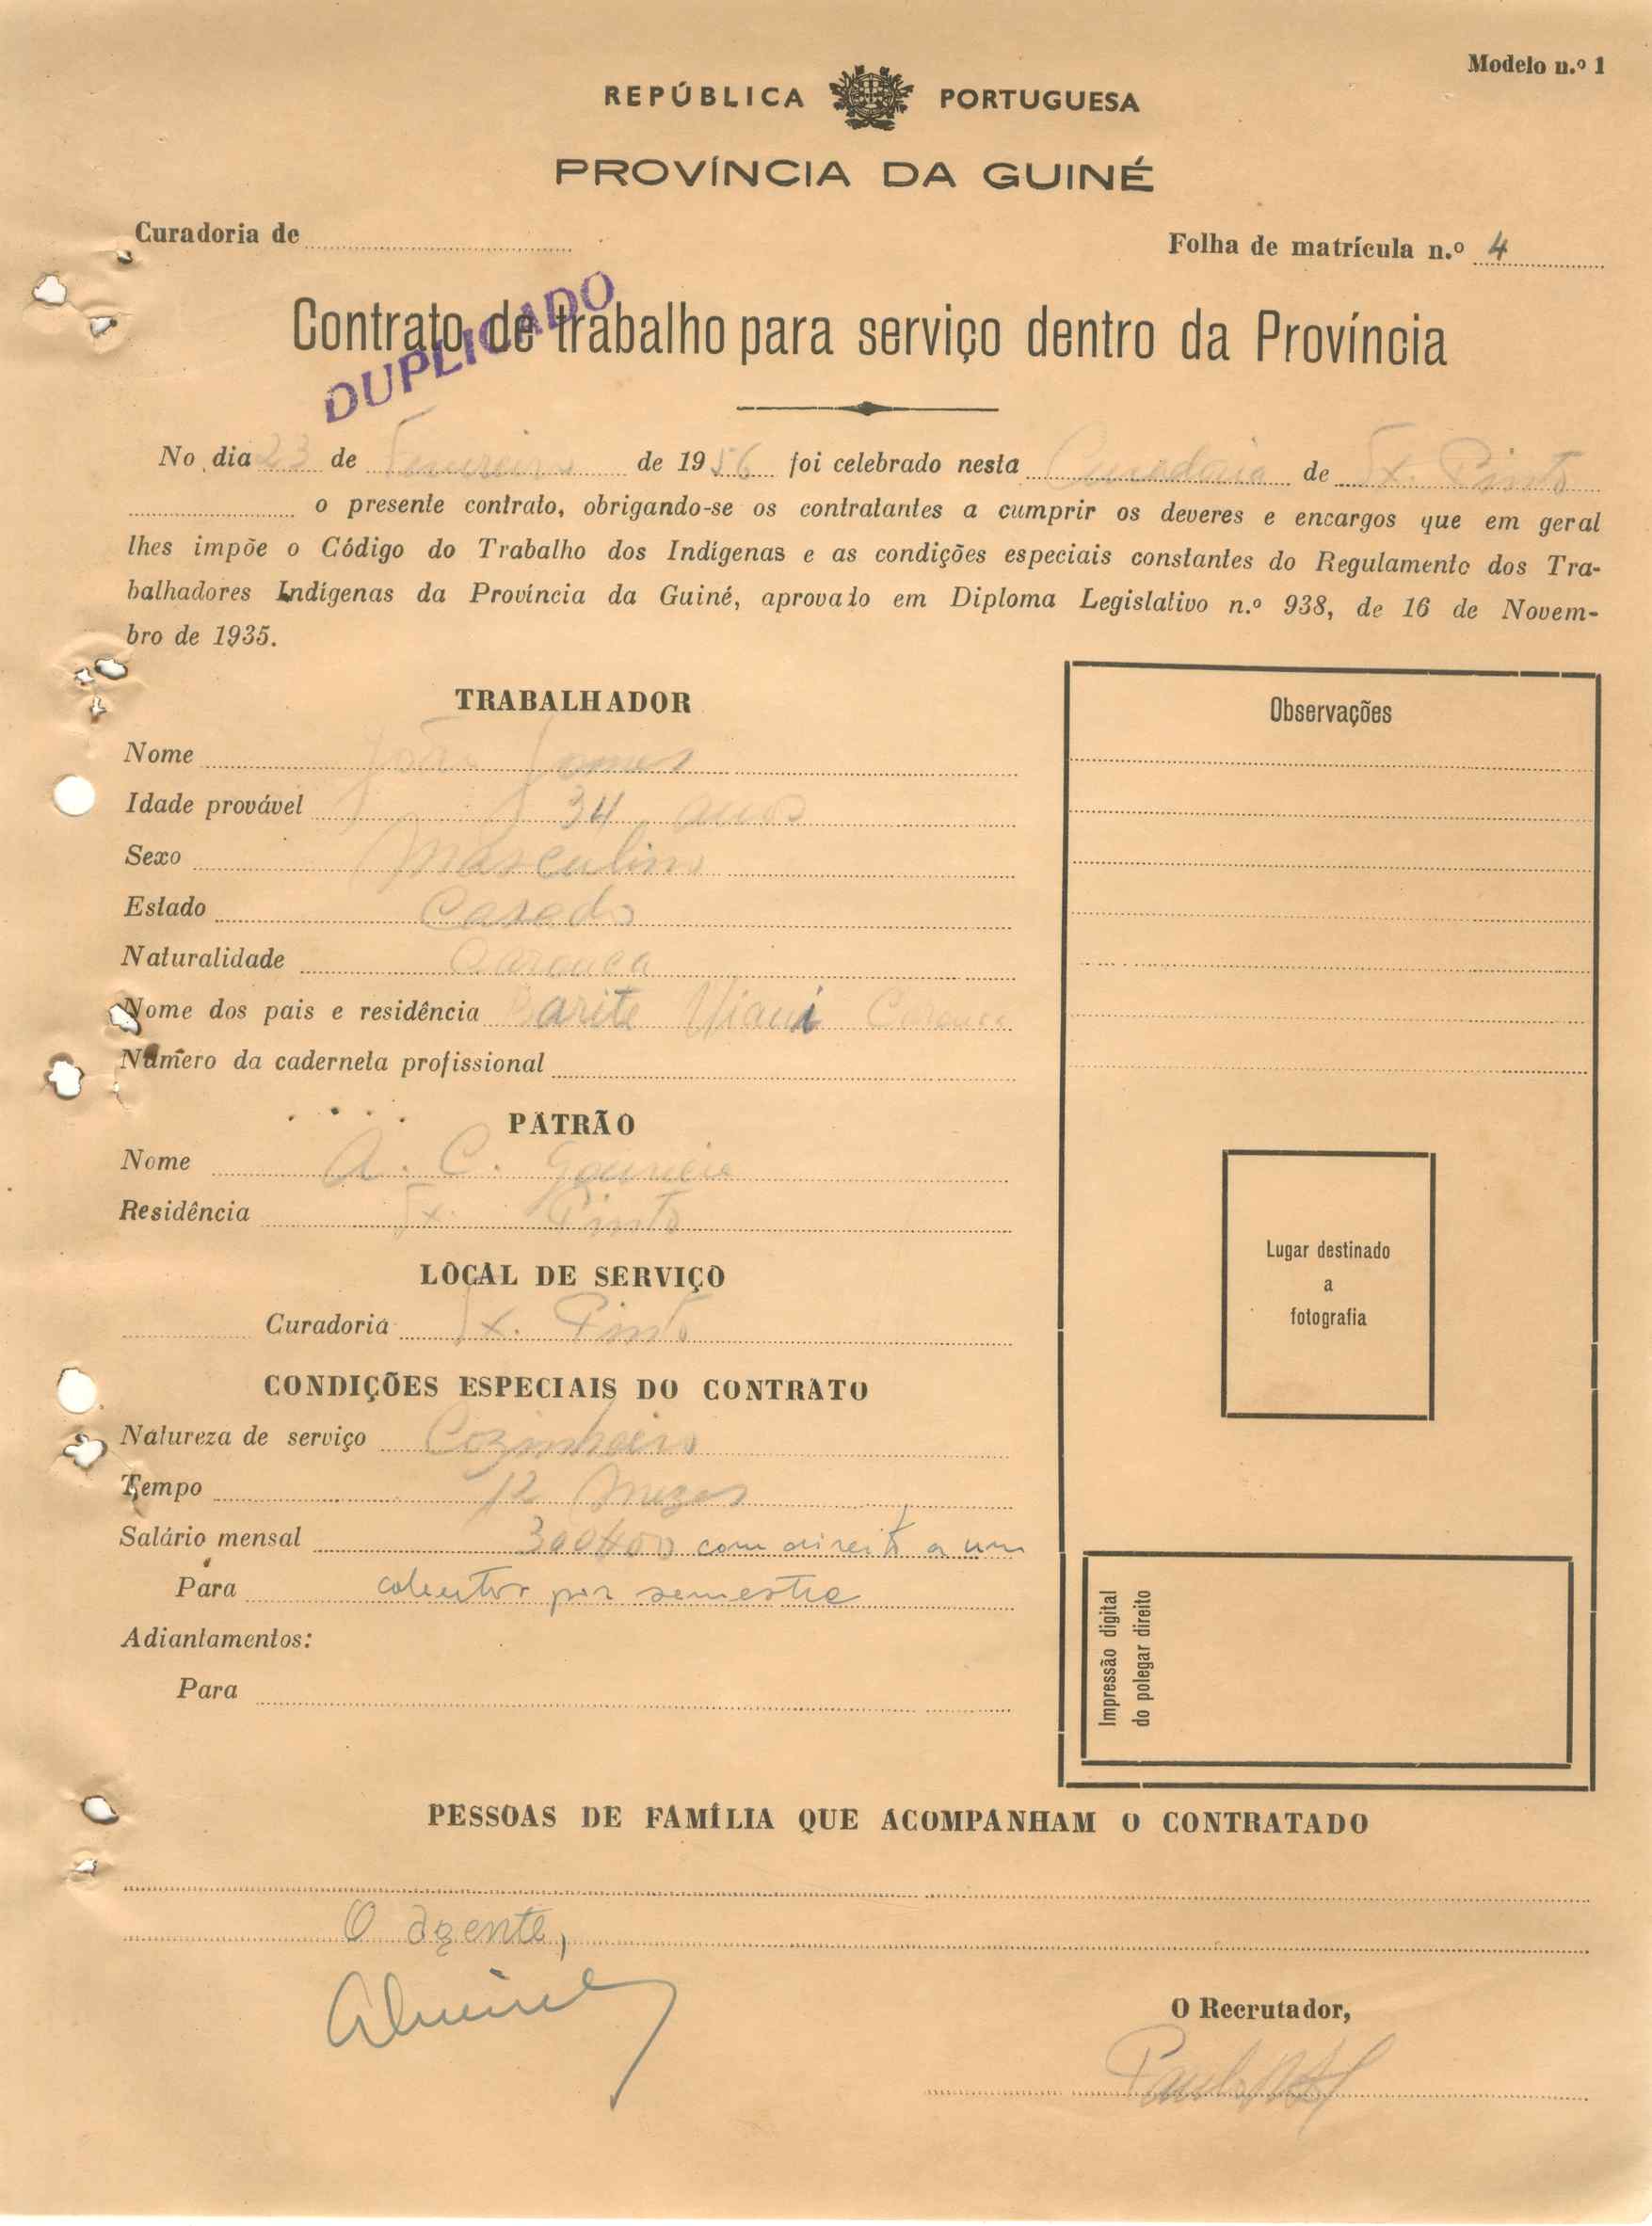 Modelo n.º 1
REPÚBLICA PORTUGUESA
PROVÍNCIA DA GUINÉ
Curadoria de
Folha de matrícula n.º 4
DUPLICADO
Contrato de trabalho para serviço dentro da Província
No dia 23 de Fevereiro de 1956 foi celebrado nesta Curadoria de Tx. Pinto
o presente contrato, obrigando-se os contratantes a cumprir os deveres e encargos que em geral
lhes impõe o Código do Trabalho dos Indígenas e as condições especiais constantes do Regulamento dos Tra-
balhadores Indígenas da Província da Guiné, aprovado em Diploma Legislativo n.º 938, de 16 de Novem-
bro de 1935.
TRABALHADOR
Nome João Gomes
Idade provável 34 anos
Sexo Masculino
Estado Casado
Naturalidade
Nome dos pais e residência
Número da caderneta profissional
PATRÃO
Nome A. C. Gouveia
Residência Tx. Pinto
LOCAL DE SERVIÇO
Curadoria Tx. Pinto
CONDIÇÕES ESPECIAIS DO CONTRATO
Natureza de serviço Cozinheiro
Tempo 12 mezes
Salário mensal 300$00 com direito a um
Para cobertor por semestre
Adiantamentos:
Para
Observações
Lugar destinado
a
fotografia
Impressão digital
do polegar direito
PESSOAS DE FAMÍLIA QUE ACOMPANHAM O CONTRATADO
O agente,
O Recrutador,